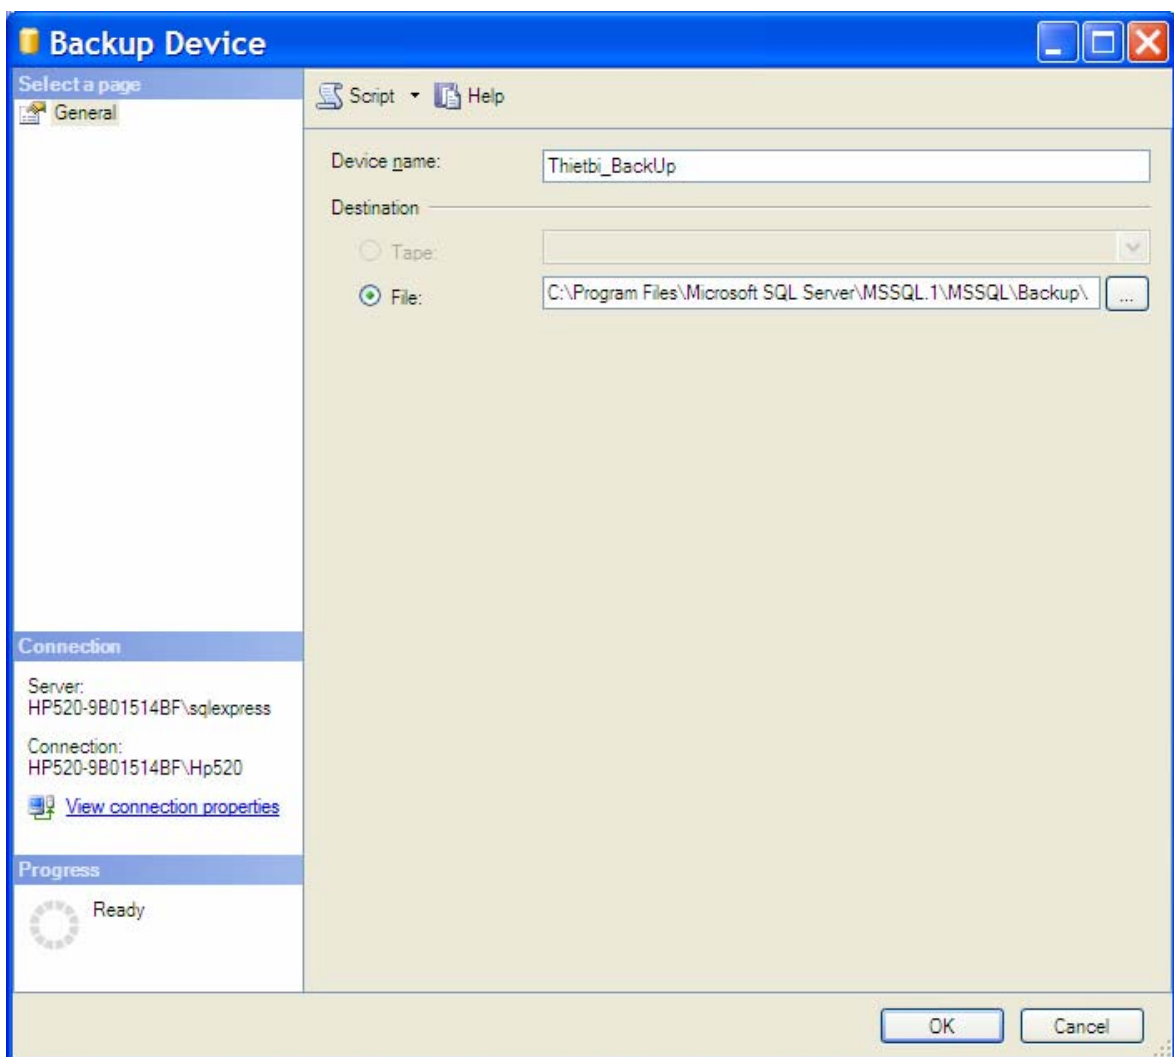 Backup Device
Select a page
General
Script
Help
Device name:
Thietbi_BackUp
Destination
Tape:
File:
C:\Program Files\Microsoft SQL Server\MSSQL.1\MSSQL\Backup\
...
Connection
Server:
HP520-9B01514BF\sqlexpress
Connection:
HP520-9B01514BF\Hp520
View connection properties
Progress
Ready
OK
Cancel